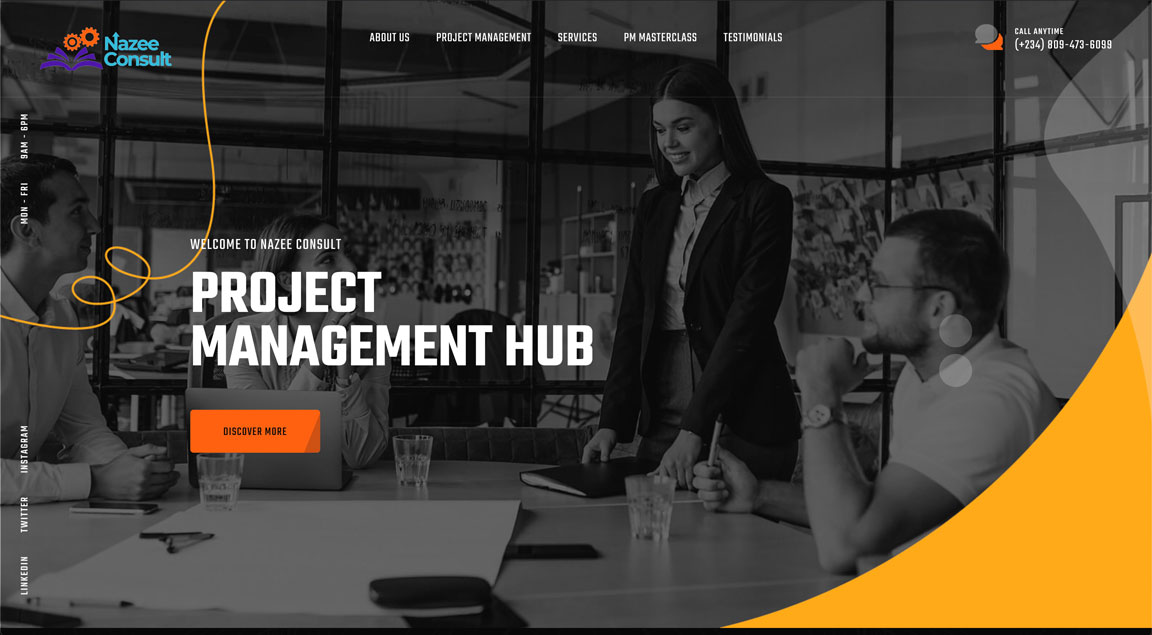 Nazee
Consult
ABOUT US
PROJECT MANAGEMENT
SERVICES
PM MASTERCLASS
TESTIMONIALS
CALL ANYTIME
(+234) 809-473-6099
MON - FRI 9AM - 6PM
WELCOME TO NAZEE CONSULT
PROJECT
MANAGEMENT HUB
DISCOVER MORE
LINKEDIN TWITTER INSTAGRAM